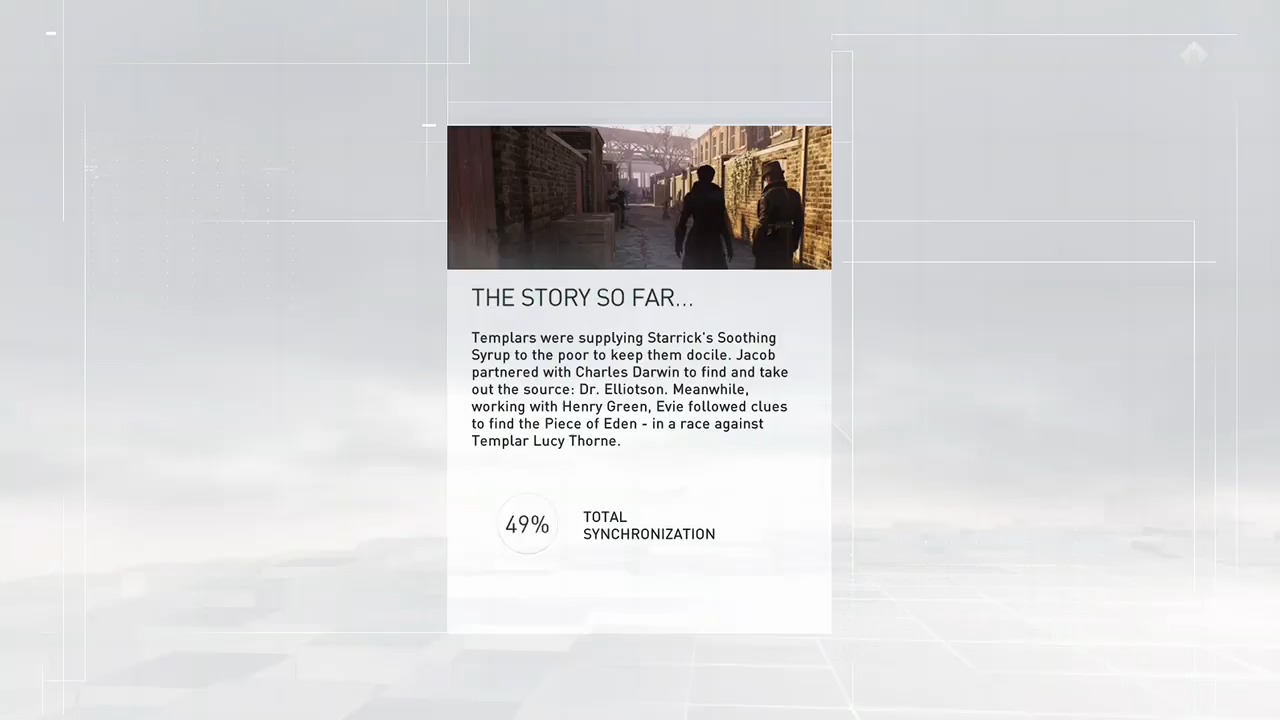 THE STORY SO FAR...
Templars were supplying Starrick's Soothing
Syrup to the poor to keep them docile. Jacob
partnered with Charles Darwin to find and take
out the source: Dr. Elliotson. Meanwhile,
working with Henry Green, Evie followed clues
to find the Piece of Eden - in a race against
Templar Lucy Thorne.
49%
TOTAL
SYNCHRONIZATION